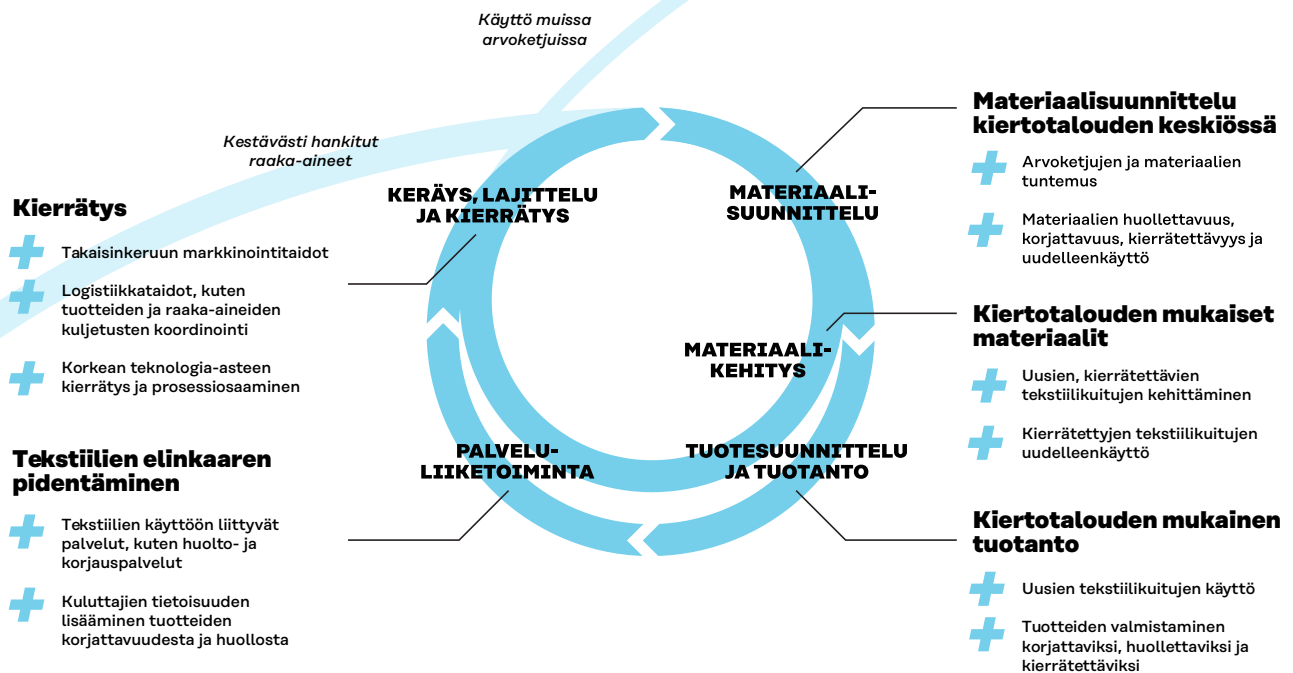 Käyttö muissa
arvoketjuissa
Kestävästi hankitut
raaka-aineet
KERÄYS, LAJITTELU
JA KIERRÄTYS
MATERIAALI-
SUUNNITTELU
MATERIAALI-
KEHITYS
PALVELU-
LIIKETOIMINTA
TUOTESUUNNITTELU
JA TUOTANTO
Kierrätys
Takaisinkeruun markkinointitaidot
Logistiikkataidot, kuten
tuotteiden ja raaka-aineiden
kuljetusten koordinointi
Korkean teknologia-asteen
kierrätys ja prosessiosaaminen
Tekstiilien elinkaaren
pidentäminen
Tekstiilien käyttöön liittyvät
palvelut, kuten huolto- ja
korjauspalvelut
Kuluttajien tietoisuuden
lisääminen tuotteiden
korjattavuudesta ja huollosta
Materiaalisuunnittelu
kiertotalouden keskiössä
Arvoketjujen ja materiaalien
tuntemus
Materiaalien huollettavuus,
korjattavuus, kierrätettävyys ja
uudelleenkäyttö
Kiertotalouden mukaiset
materiaalit
Uusien, kierrätettävien
tekstiilikuitujen kehittäminen
Kierrätettyjen tekstiilikuitujen
uudelleenkäyttö
Kiertotalouden mukainen
tuotanto
Uusien tekstiilikuitujen käyttö
Tuotteiden valmistaminen
korjattaviksi, huollettaviksi ja
kierrätettäviksi